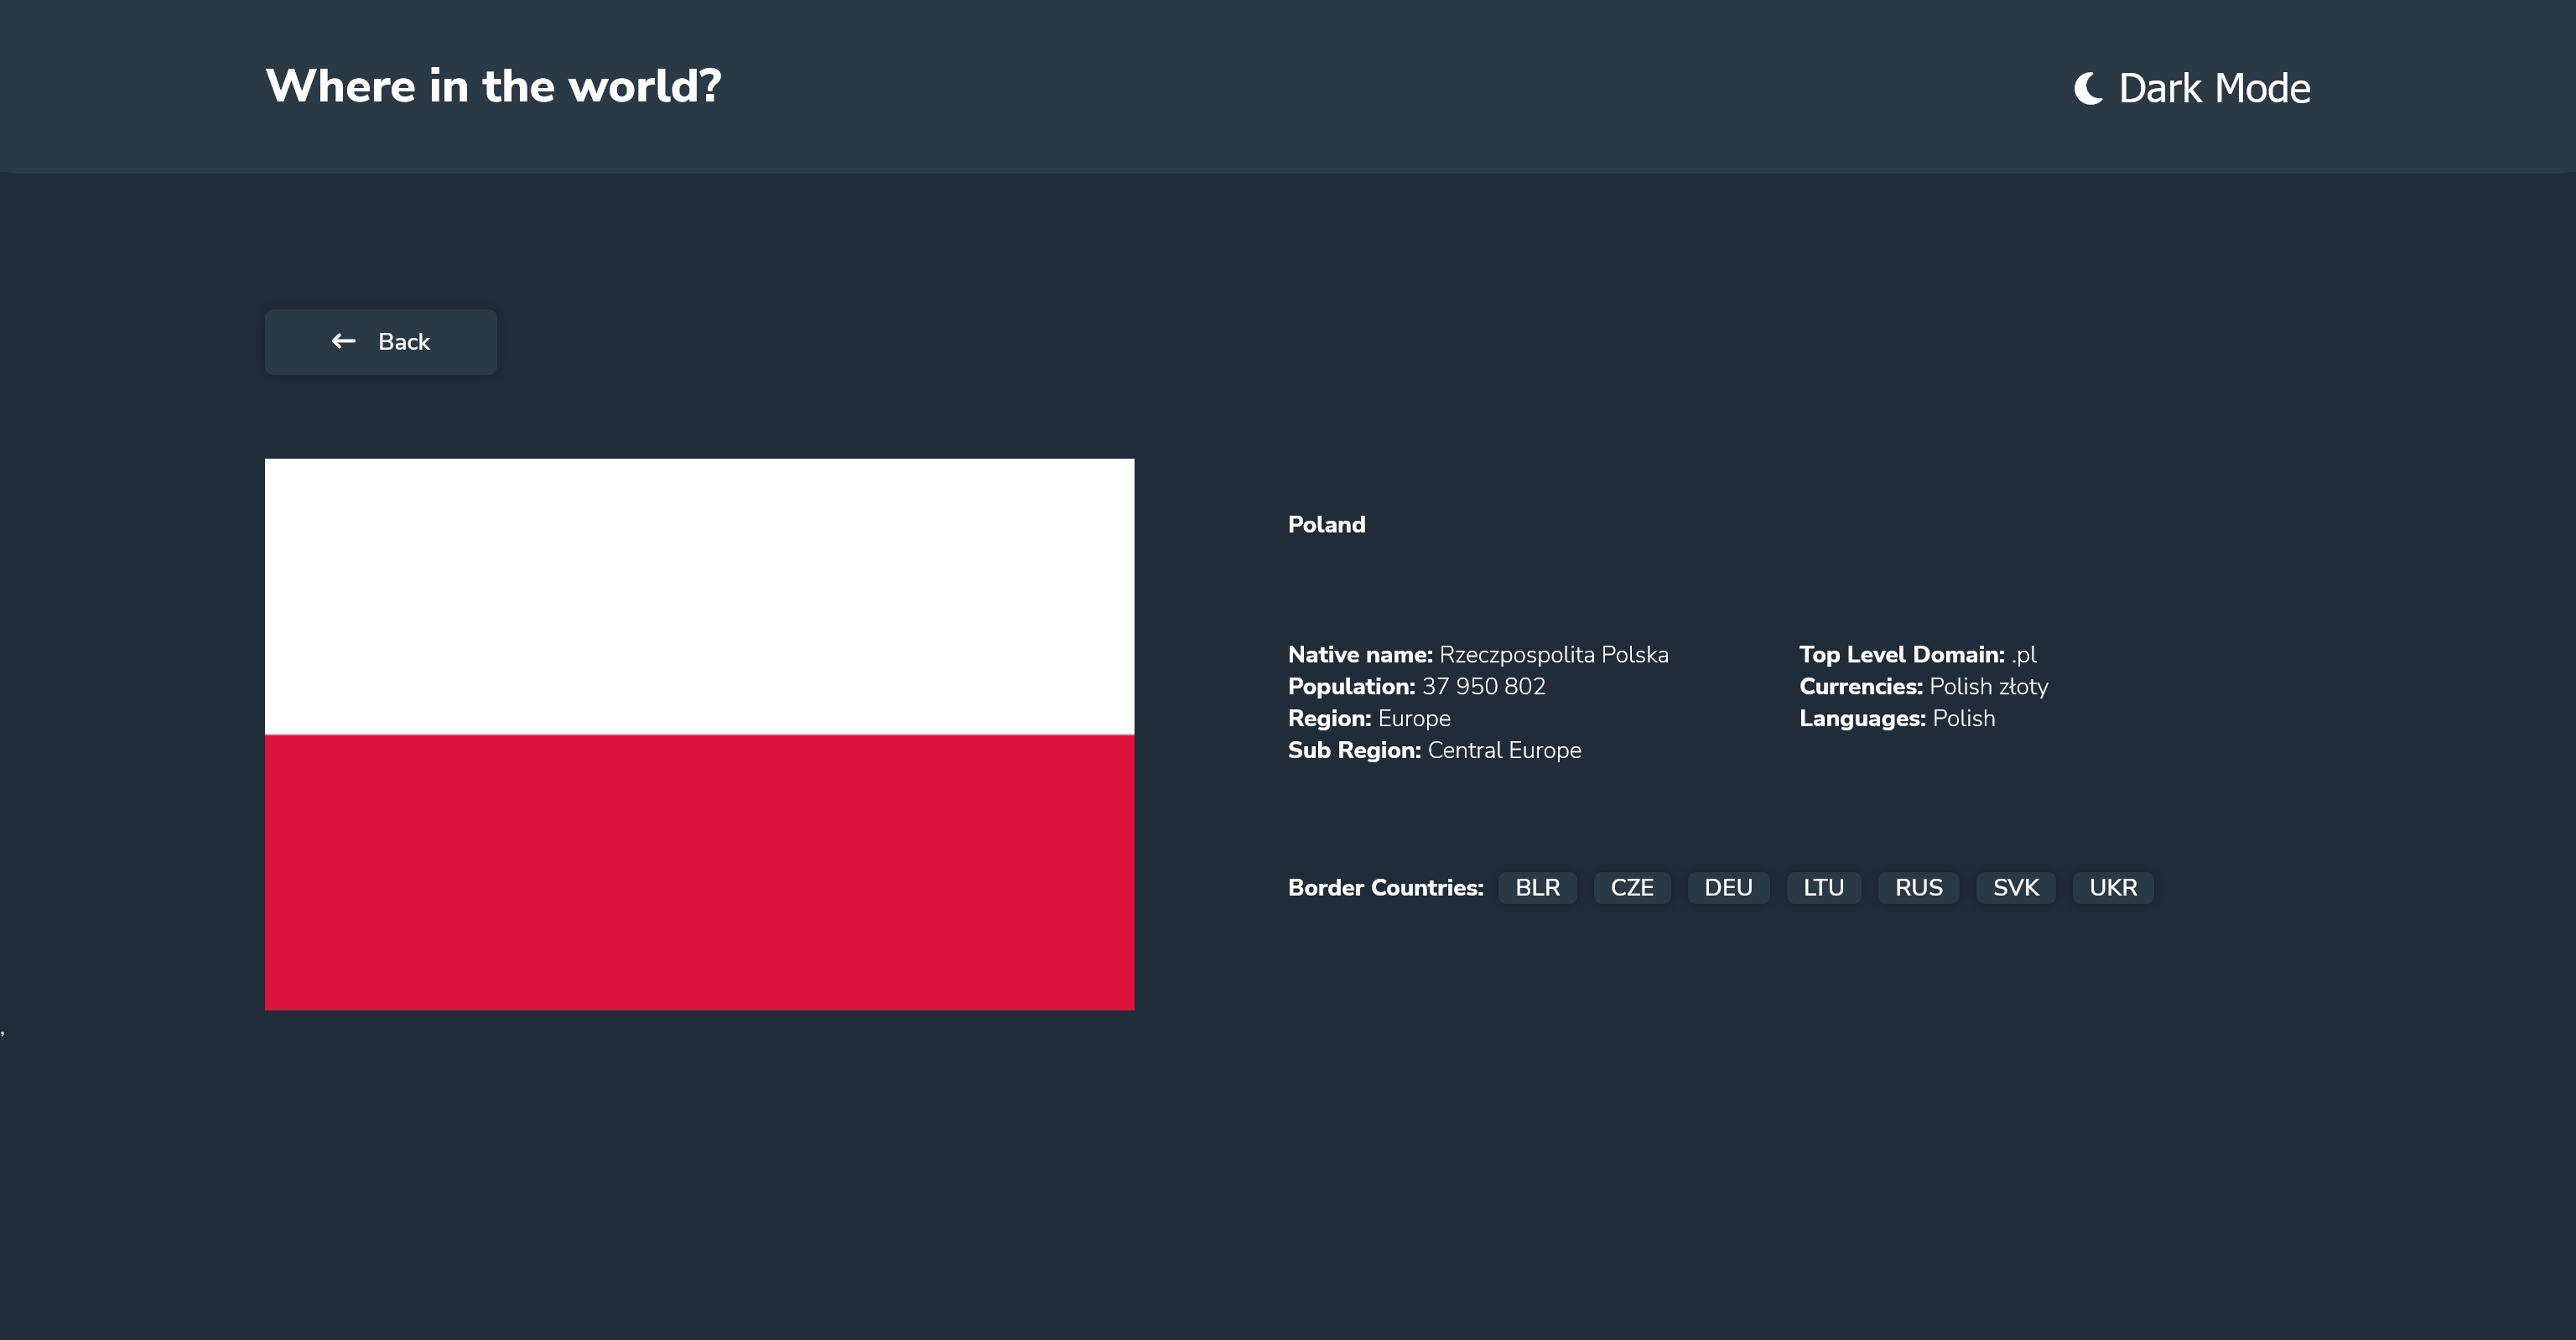 Where in the world?
Dark Mode
Back
Poland
Native name: Rzeczpospolita Polska
Population: 37 950 802
Region: Europe
Sub Region: Central Europe
Top Level Domain: .pl
Currencies: Polish złoty
Languages: Polish
Border Countries: BLR CZE DEU LTU RUS SVK UKR
,